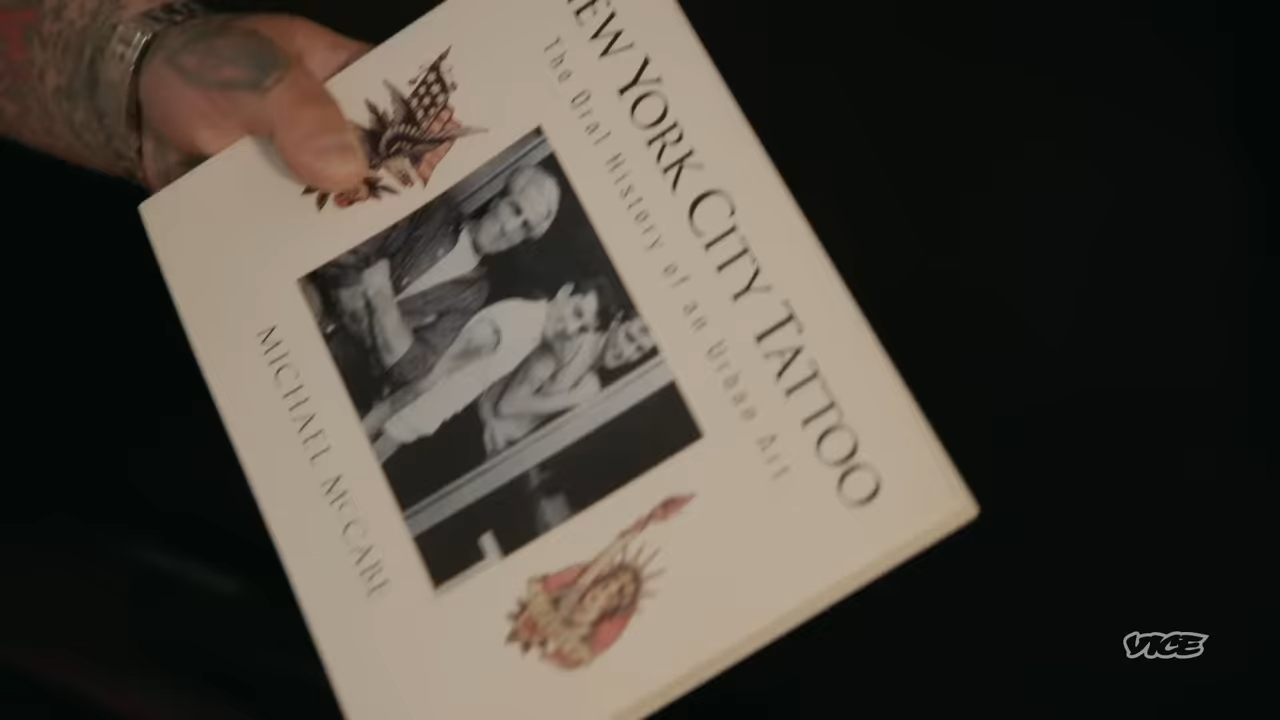 NEW YORK CITY TATTOO
The Oral History of an Urban Art
MICHAEL MCCABE
VICE